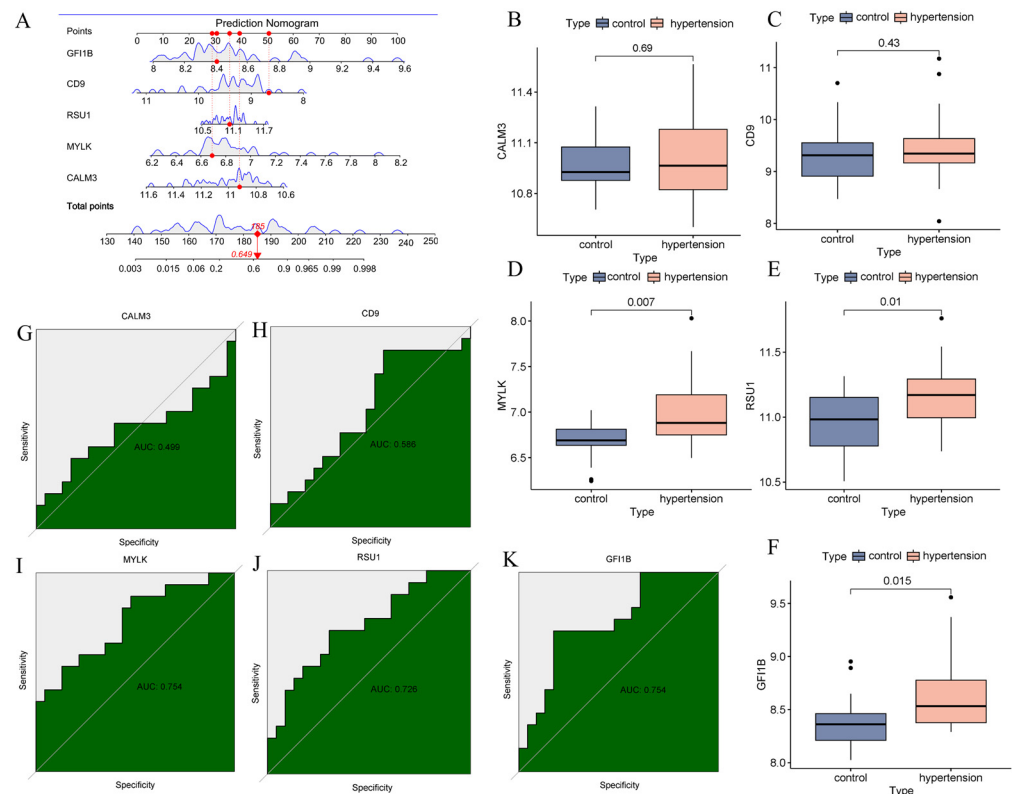 A
Prediction Nomogram
Points
0 10 20 30 40 50 60 70 80 90 100
GFI1B
8 8.2 8.4 8.6 8.8 9 9.2 9.4 9.6
CD9
11 10 9 8
RSU1
10.5 11.1 11.7
MYLK
6.2 6.4 6.6 6.8 7 7.2 7.4 7.6 7.8 8 8.2
CALM3
11.6 11.4 11.2 11 10.8 10.6
Total points
185
130 140 150 160 170 180 190 200 210 220 230 240 250
0.649
0.003 0.015 0.06 0.2 0.6 0.9 0.965 0.99 0.998
B
Type control hypertension
0.69
11.4
11.1
10.8
CALM3
control hypertension
Type
C
Type control hypertension
0.43
11
10
9
8
CD9
control hypertension
Type
D
Type control hypertension
0.007
8.0
7.5
7.0
6.5
MYLK
control hypertension
Type
E
Type control hypertension
0.01
11.5
11.0
10.5
RSU1
control hypertension
Type
G
CALM3
Sensitivity
AUC: 0.499
Specificity
H
CD9
Sensitivity
AUC: 0.586
Specificity
I
MYLK
Sensitivity
AUC: 0.754
Specificity
J
RSU1
Sensitivity
AUC: 0.726
Specificity
K
GFI1B
Sensitivity
AUC: 0.754
Specificity
F
Type control hypertension
0.015
9.5
9.0
8.5
8.0
GFI1B
control hypertension
Type